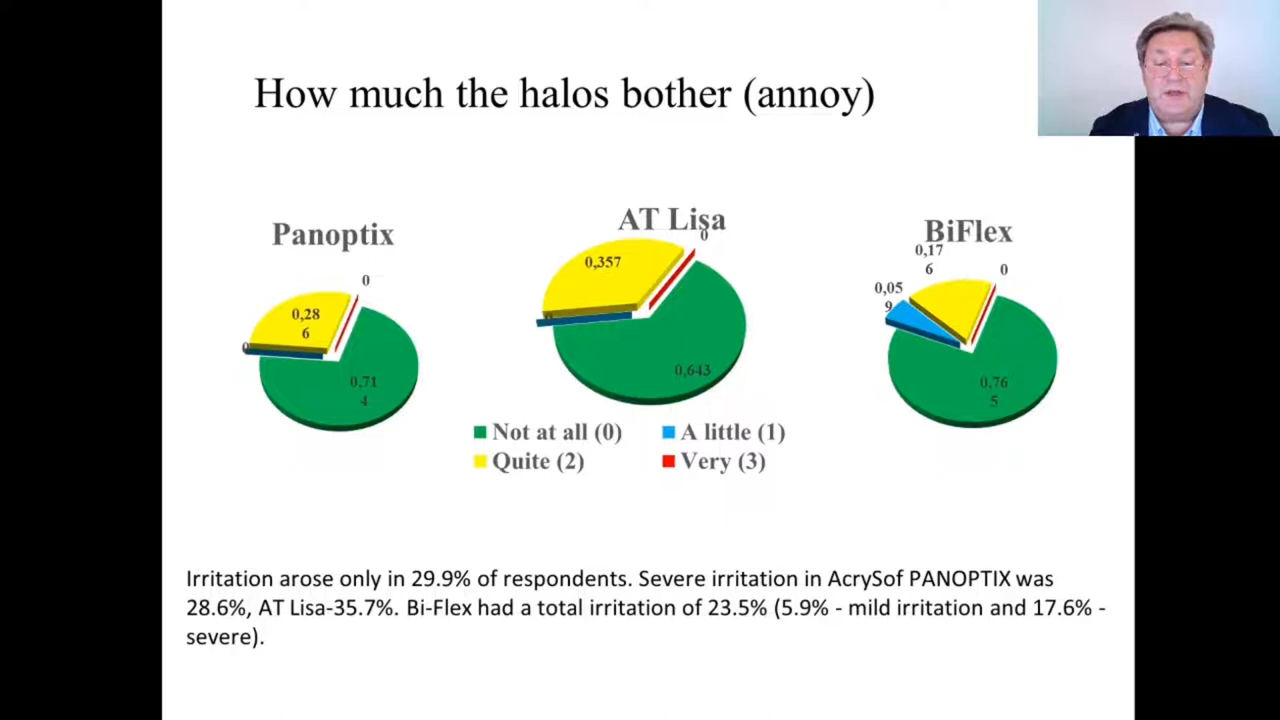 How much the halos bother (annoy)
Panoptix
0
0,28
6
0
0,71
4
AT Lisa
0
0,357
0
0,643
BiFlex
0,17
6
0
0,05
9
0,76
5
Not at all (0)
A little (1)
Quite (2)
Very (3)
Irritation arose only in 29.9% of respondents. Severe irritation in AcrySof PANOPTIX was
28.6%, AT Lisa-35.7%. Bi-Flex had a total irritation of 23.5% (5.9% - mild irritation and 17.6% -
severe).